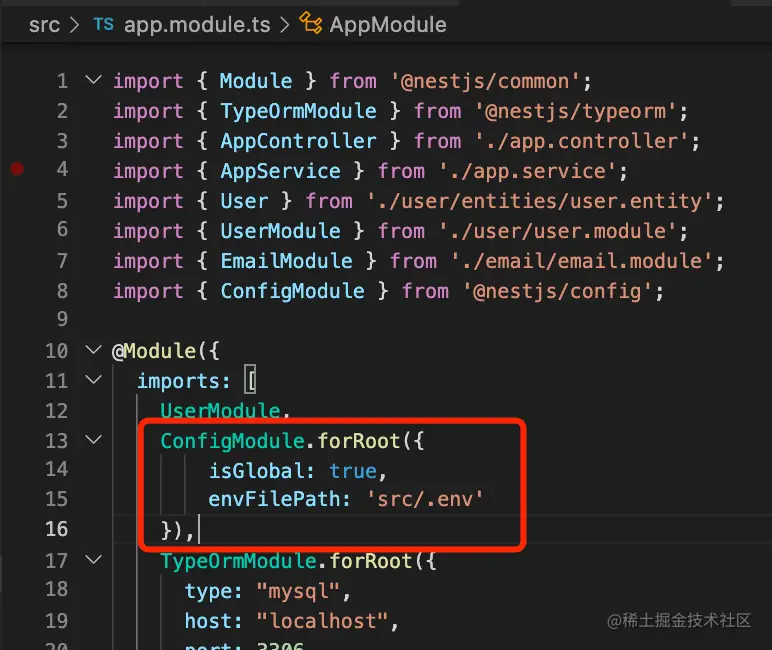 src > TS app.module.ts > AppModule
1 import { Module } from '@nestjs/common';
2 import { TypeOrmModule } from '@nestjs/typeorm';
3 import { AppController } from './app.controller';
4 import { AppService } from './app.service';
5 import { User } from './user/entities/user.entity';
6 import { UserModule } from './user/user.module';
7 import { EmailModule } from './email/email.module';
8 import { ConfigModule } from '@nestjs/config';
9
10 @Module({
11 imports: [
12 UserModule,
13 ConfigModule.forRoot({
14 isGlobal: true,
15 envFilePath: 'src/.env'
16 }),
17 TypeOrmModule.forRoot({
18 type: "mysql",
19 host: "localhost",
20 port: 3306
@稀土掘金技术社区